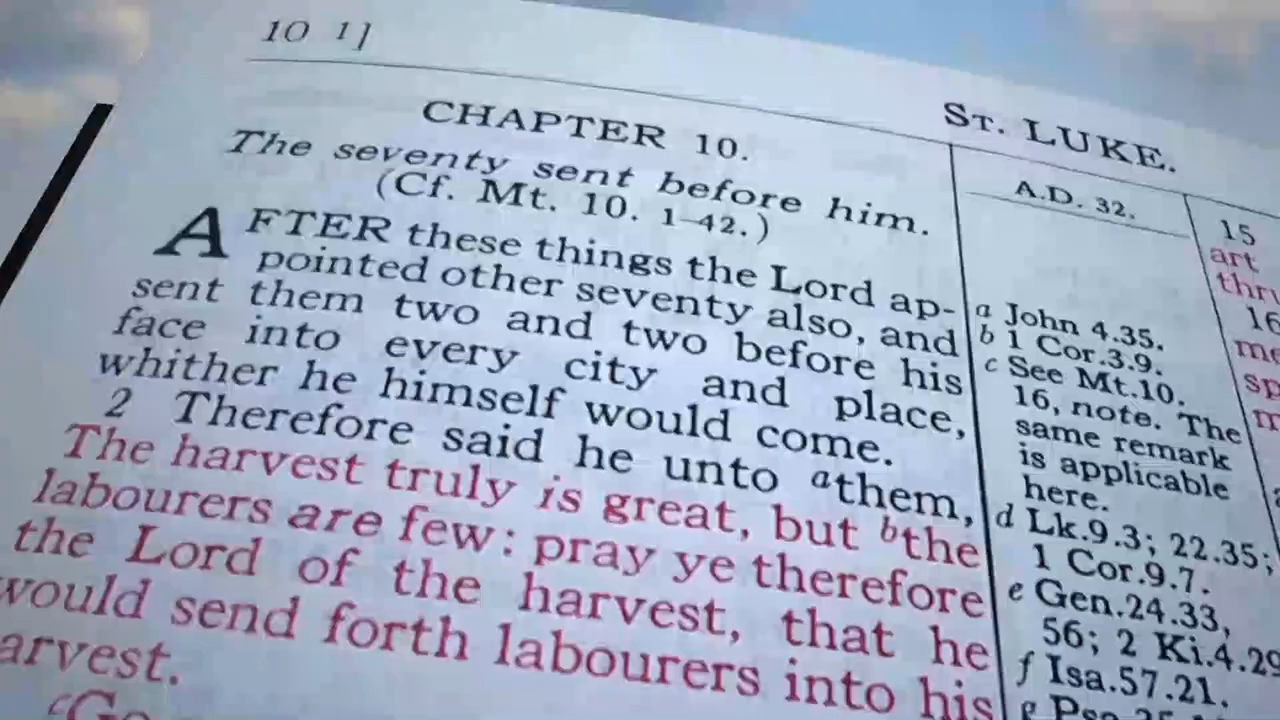 10 1]
ST. LUKE.
CHAPTER 10.
The seventy sent before him.
(Cf. Mt. 10. 1-42.)
AFTER these things the Lord ap-
pointed other seventy also, and
sent them two and two before his
face into every city and place,
whither he himself would come.
2 Therefore said he unto a them,
The harvest truly is great, but b the
labourers are few: pray ye therefore
the Lord of the harvest, that he
would send forth labourers into his
arvest.
A.D. 32.
a John 4.35.
b 1 Cor.3.9.
c See Mt.10.
16, note. The
same remark
is applicable
here.
d Lk.9.3; 22.35;
1 Cor.9.7.
e Gen.24.33,
56; 2 Ki.4.29
f Isa.57.21.
15
art
thru
16
me
sp